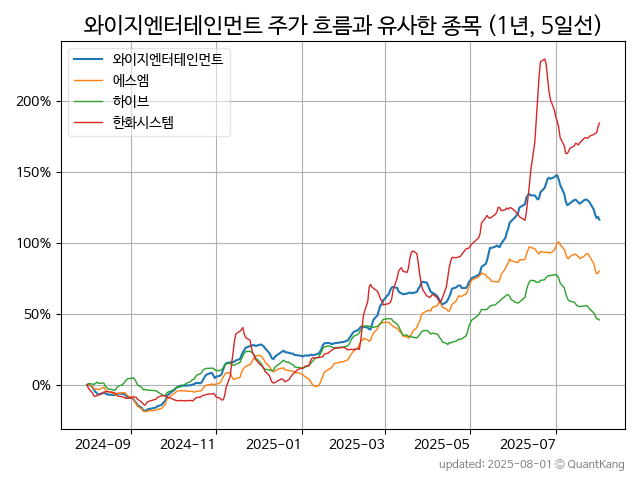 와이지엔터테인먼트 주가 흐름과 유사한 종목 (1년, 5일선)
와이지엔터테인먼트
에스엠
하이브
한화시스템
200%
150%
100%
50%
0%
2024-09 2024-11 2025-01 2025-03 2025-05 2025-07
updated: 2025-08-01 © QuantKang